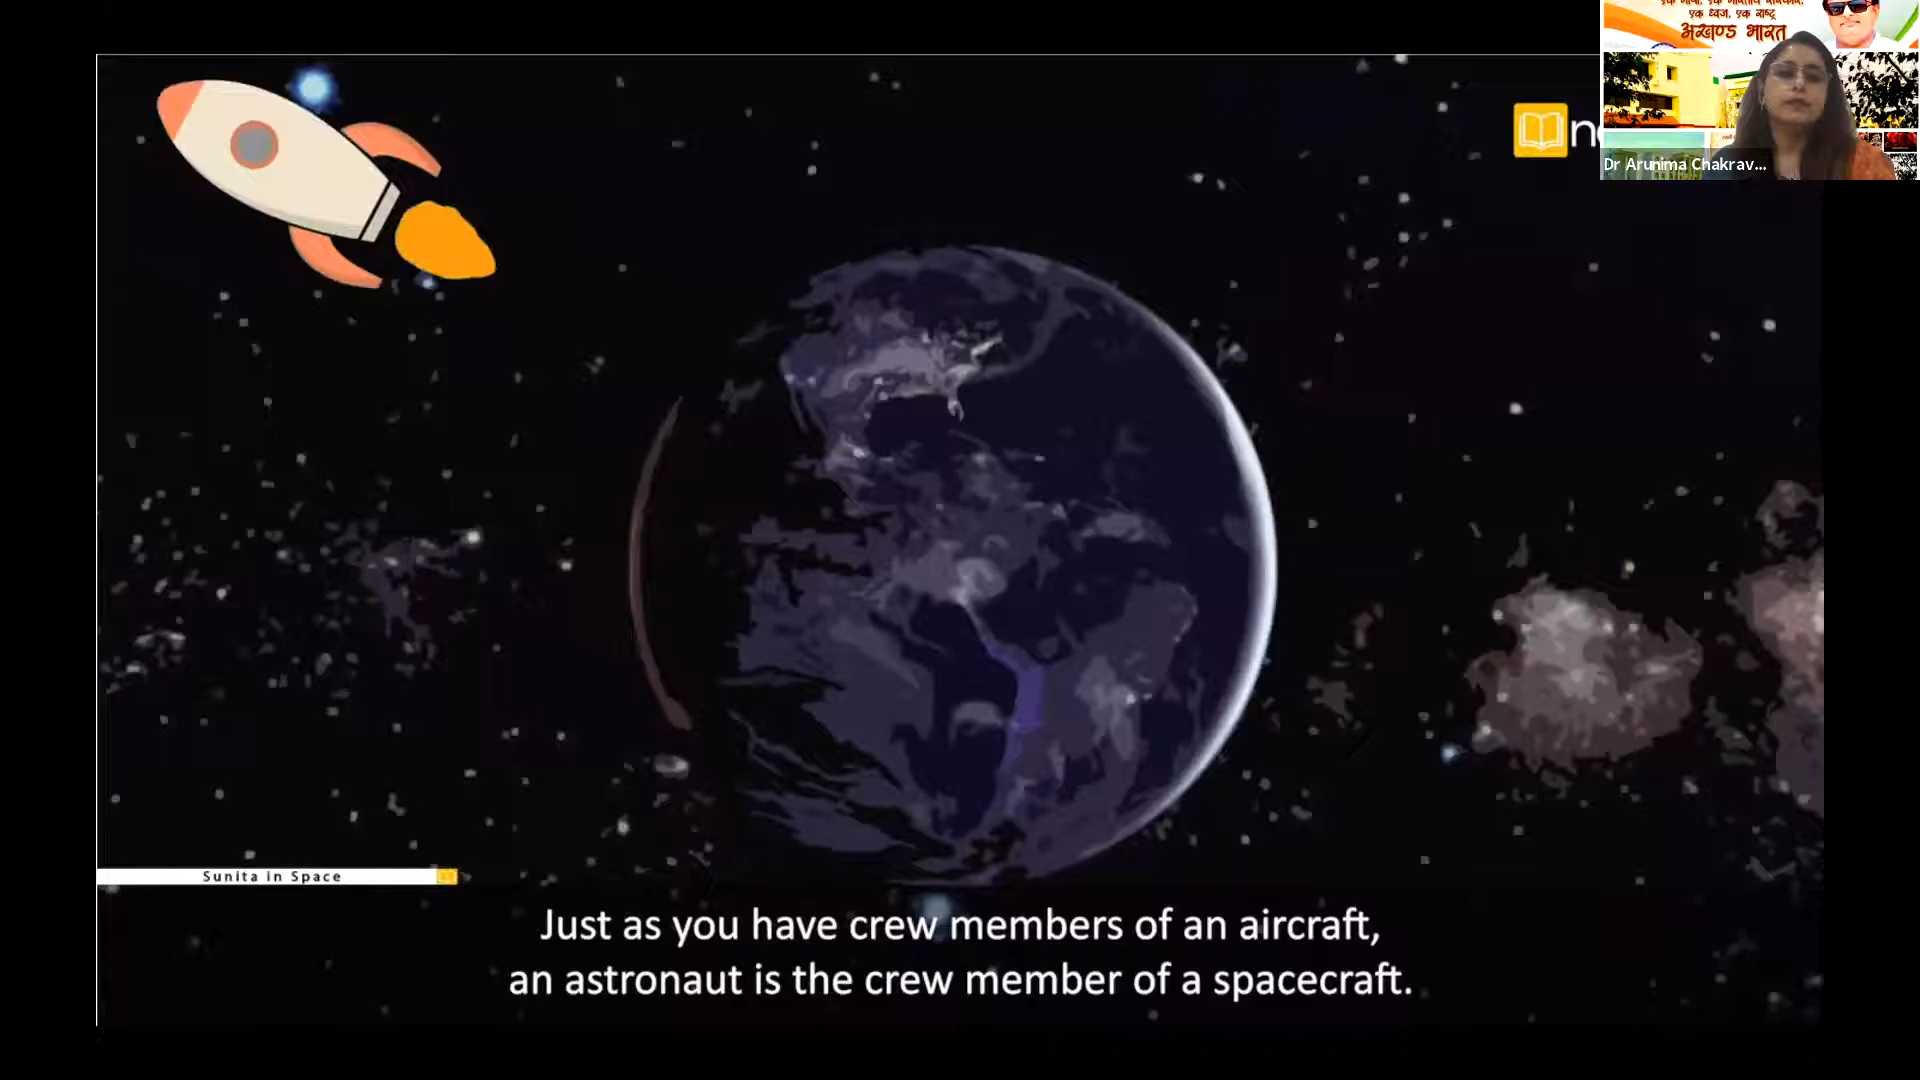 एक ध्वज, एक राष्ट्र
अखण्ड भारत
Dr Arunima Chakrav...
Sunita in Space
Just as you have crew members of an aircraft,
an astronaut is the crew member of a spacecraft.